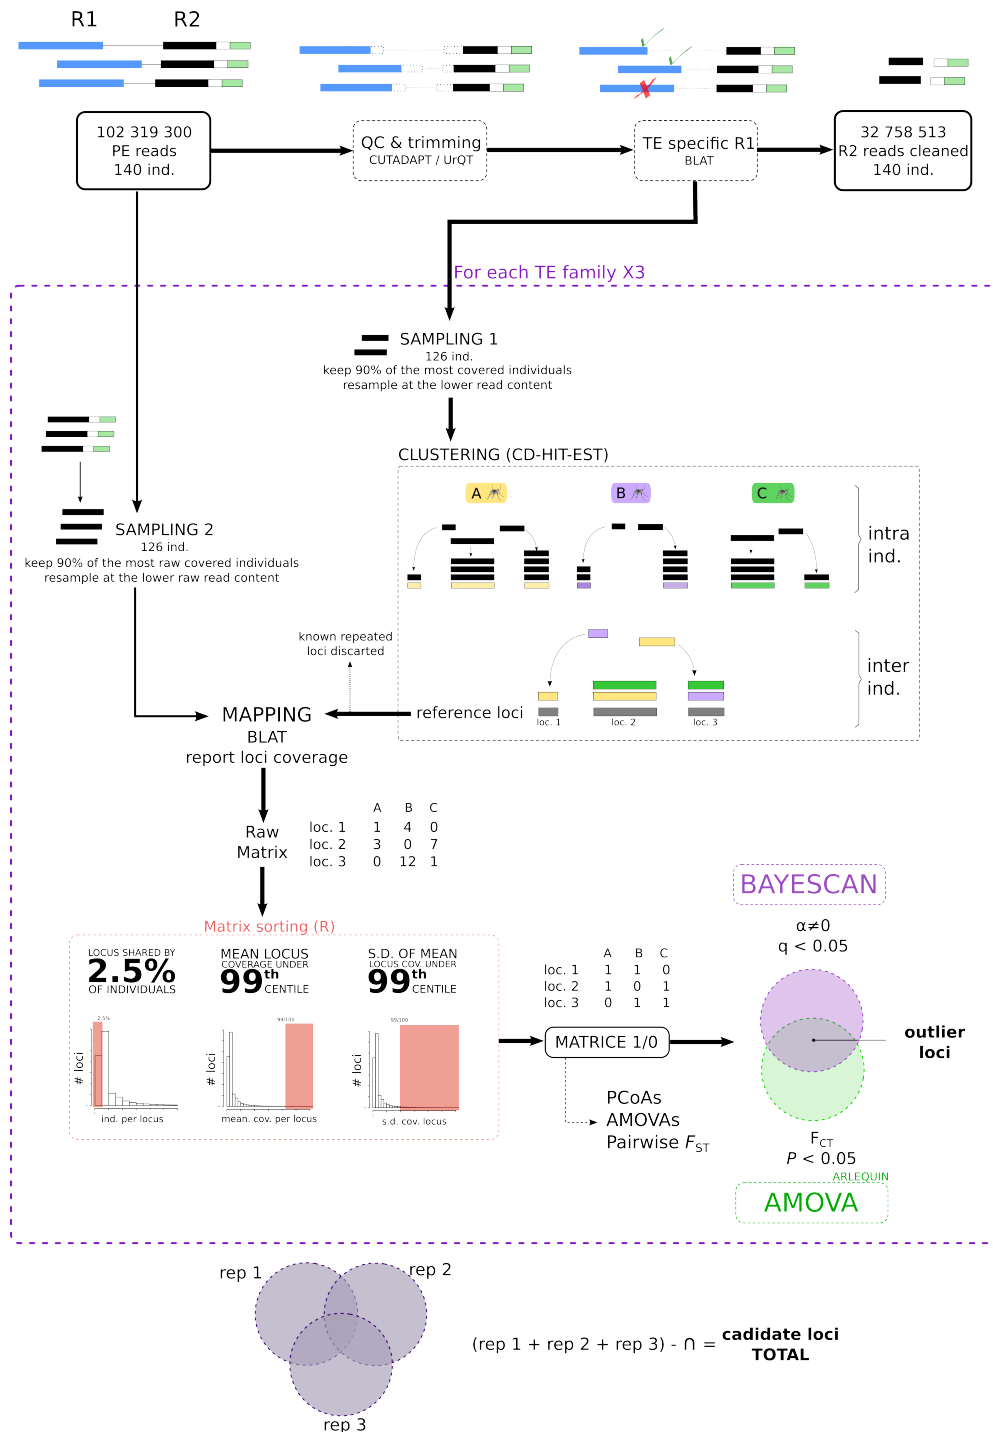 R1 R2
102 319 300
PE reads
140 ind.
QC & trimming
CUTADAPT / UrQT
TE specific R1
BLAT
32 758 513
R2 reads cleaned
140 ind.
For each TE family X3
SAMPLING 1
126 ind.
keep 90% of the most covered individuals
resample at the lower read content
CLUSTERING (CD-HIT-EST)
A B C
intra
ind.
SAMPLING 2
126 ind.
keep 90% of the most raw covered individuals
resample at the lower raw read content
known repeated
loci discarted
inter
ind.
loc. 1 loc. 2 loc. 3
reference loci
MAPPING
BLAT
report loci coverage
Raw
Matrix
A B C
loc. 1 1 4 0
loc. 2 3 0 7
loc. 3 0 12 1
Matrix sorting (R)
LOCUS SHARED BY
2.5%
OF INDIVIDUALS
MEAN LOCUS
COVERAGE UNDER
99th
CENTILE
S.D. OF MEAN
LOCUS COV. UNDER
99th
CENTILE
2.5%
# loci
ind. per locus
99/100
# loci
mean. cov. per locus
99/100
# loci
s.d. cov. locus
A B C
loc. 1 1 1 0
loc. 2 1 0 1
loc. 3 0 1 1
MATRICE 1/0
PCoAs
AMOVAs
Pairwise FST
BAYESCAN
α≠0
q < 0.05
outlier
loci
FCT
P < 0.05
ARLEQUIN
AMOVA
rep 1
rep 2
rep 3
(rep 1 + rep 2 + rep 3) - ∩ = cadidate loci
TOTAL